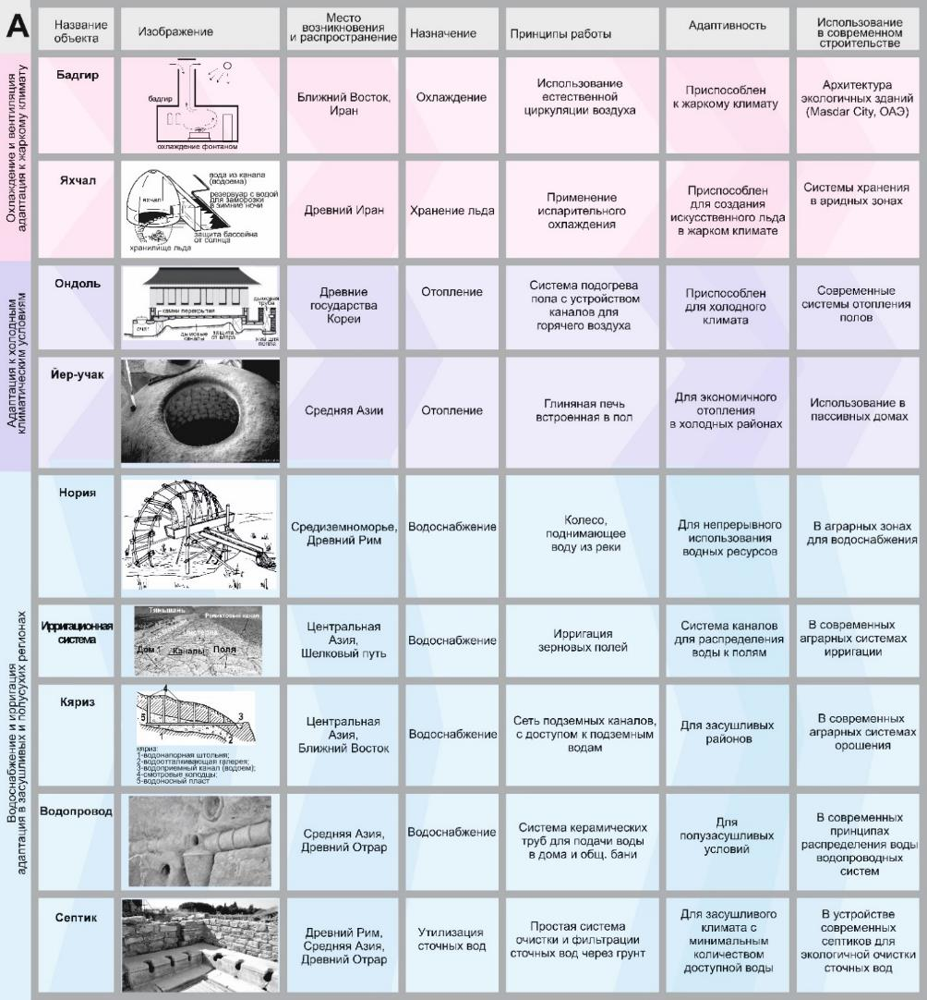 А
Название
объекта
Изображение
Место
возникновения
и распространение
Назначение
Принципы работы
Адаптивность
Использование
в современном
строительстве
Охлаждение и вентиляция
адаптация к жаркому климату
Бадгир
бадгир
охлаждение фонтаном
Ближний Восток,
Иран
Охлаждение
Использование
естественной
циркуляции воздуха
Приспособлен
к жаркому климату
Архитектура
экологичных зданий
(Masdar City, ОАЭ)
Яхчал
яхчал
вода из канала
(водоема)
резервуар с водой
для заморозки
в зимние ночи
защита бассейна
от солнца
хранилище льда
Древний Иран
Хранение льда
Применение
испарительного
охлаждения
Приспособлен
для создания
искусственного льда
в жарком климате
Системы хранения
в аридных зонах
Адаптация к холодным
климатическим условиям
Ондоль
дымовая
труба
камни перекрытия
очаг
дымовые
каналы
защита
от ветра
яма для
пепла
Древние
государства
Кореи
Отопление
Система подогрева
пола с устройством
каналов для
горячего воздуха
Приспособлен
для холодного
климата
Современные
системы отопления
полов
Йер-учак
Средняя Азии
Отопление
Глиняная печь
встроенная в пол
Для экономичного
отопления
в холодных районах
Использование в
пассивных домах
Водоснабжение и ирригация
адаптация в засушливых и полусухих регионах
Нория
Средиземноморье,
Древний Рим
Водоснабжение
Колесо,
поднимающее
воду из реки
Для непрерывного
использования
водных ресурсов
В аграрных зонах
для водоснабжения
Ирригационная
система
Тяньшань
Реликтовый канал
Цистерна
Дом 1
Каналы
Поля
Центральная
Азия,
Шелковый путь
Водоснабжение
Ирригация
зерновых полей
Система каналов
для распределения
воды к полям
В современных
аграрных системах
ирригации
Кяриз
4
5
3
1
2
кяриз:
1-водонапорная штольня;
2-водооталкивающая галерея;
3-водоприемный канал (водоем);
4-смотровые колодцы;
5-водоносный пласт
Центральная
Азия,
Ближний Восток
Водоснабжение
Сеть подземных каналов,
с доступом к подземным
водам
Для засушливых
районов
В современных
аграрных системах
орошения
Водопровод
Средняя Азия,
Древний Отрар
Водоснабжение
Система керамических
труб для подачи воды
в дома и общ. бани
Для
полузасушливых
условий
В современных
принципах
распределения воды
водопроводных
систем
Септик
Древний Рим,
Средняя Азия,
Древний Отрар
Утилизация
сточных вод
Простая система
очистки и фильтрации
сточных вод через грунт
Для засушливого
климата с
минимальным
количеством
доступной воды
В устройстве
современных
септиков для
экологичной очистки
сточных вод